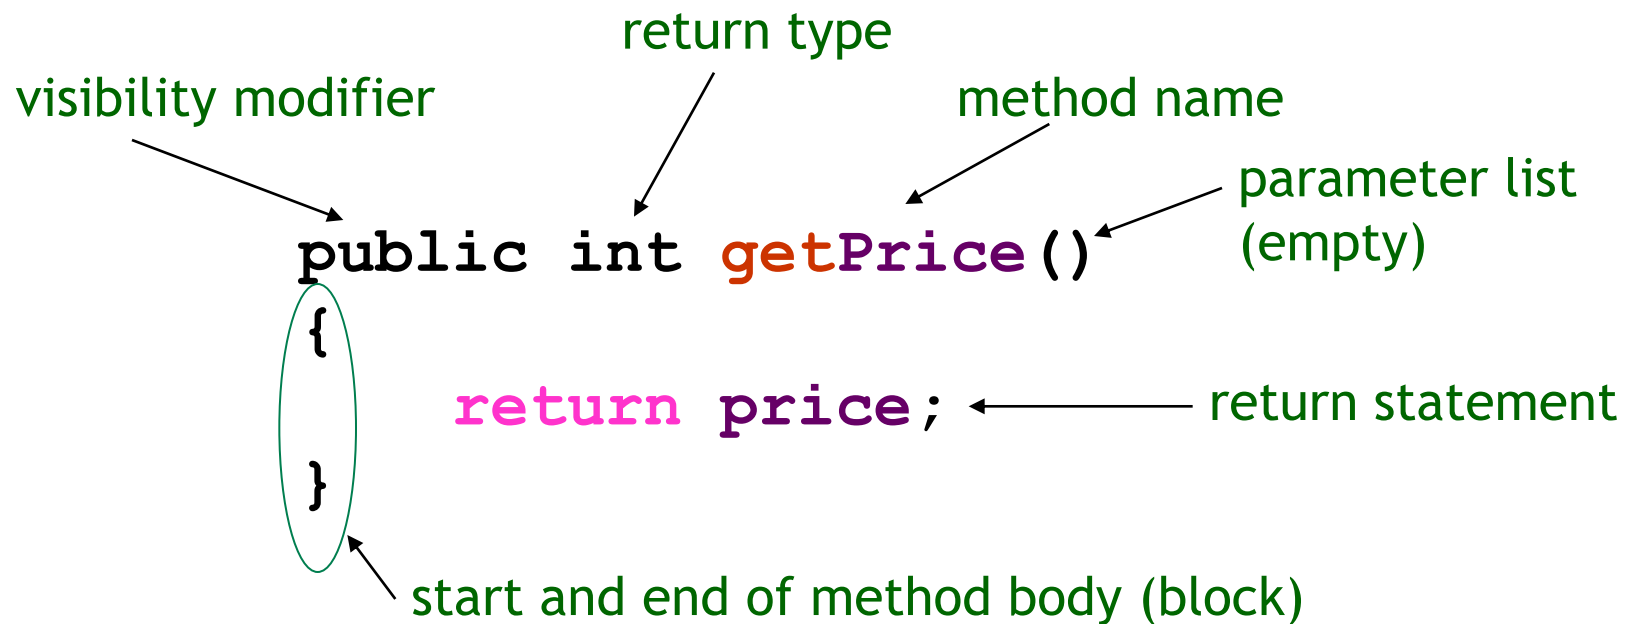 return type
visibility modifier
method name
parameter list
(empty)
public int getPrice()
{
return price;
return statement
}
start and end of method body (block)